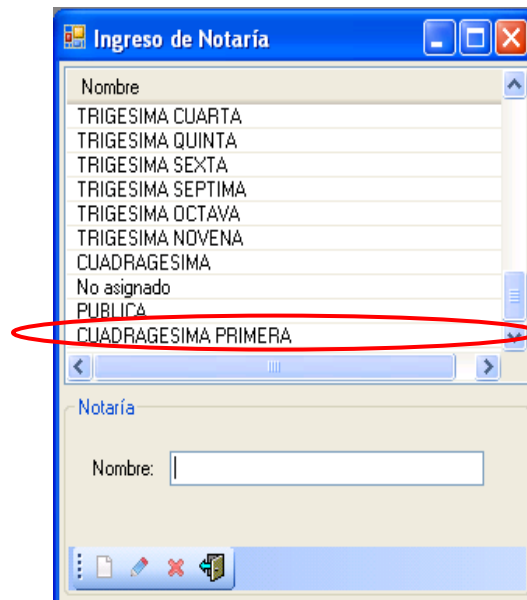 Ingreso de Notaría
Nombre
TRIGESIMA CUARTA
TRIGESIMA QUINTA
TRIGESIMA SEXTA
TRIGESIMA SEPTIMA
TRIGESIMA OCTAVA
TRIGESIMA NOVENA
CUADRAGESIMA
No asignado
PUBLICA
CUADRAGESIMA PRIMERA
Notaría
Nombre: